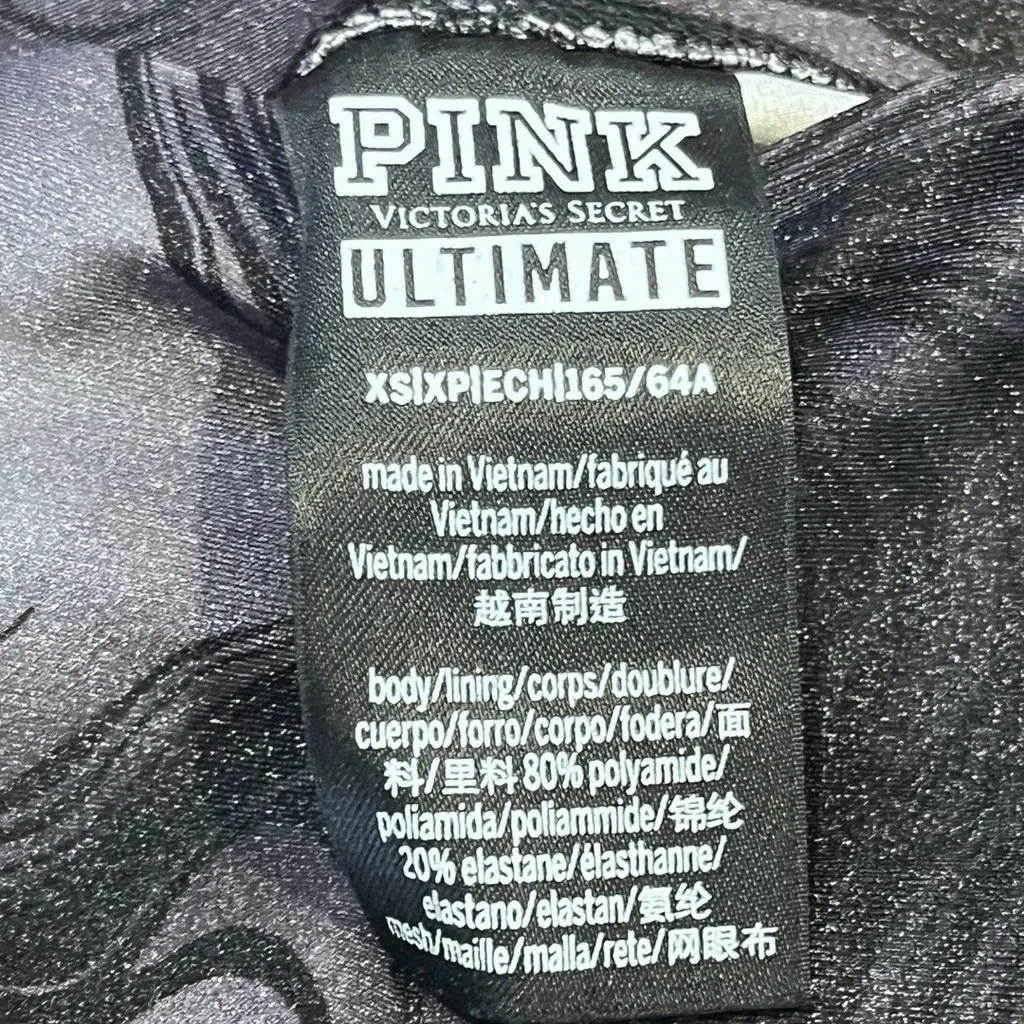 PINK
VICTORIA'S SECRET
ULTIMATE
XS|XP|ECH|165/64A
made in Vietnam/fabriqué au
Vietnam/hecho en
Vietnam/fabbricato in Vietnam/
越南制造
body/lining/corps/doublure/
cuerpo/forro/corpo/fodera/面
料/里料 80% polyamide/
poliamida/poliammide/锦纶
20% elastane/élasthanne/
elastano/elastan/氨纶
mesh/maille/malla/rete/网眼布